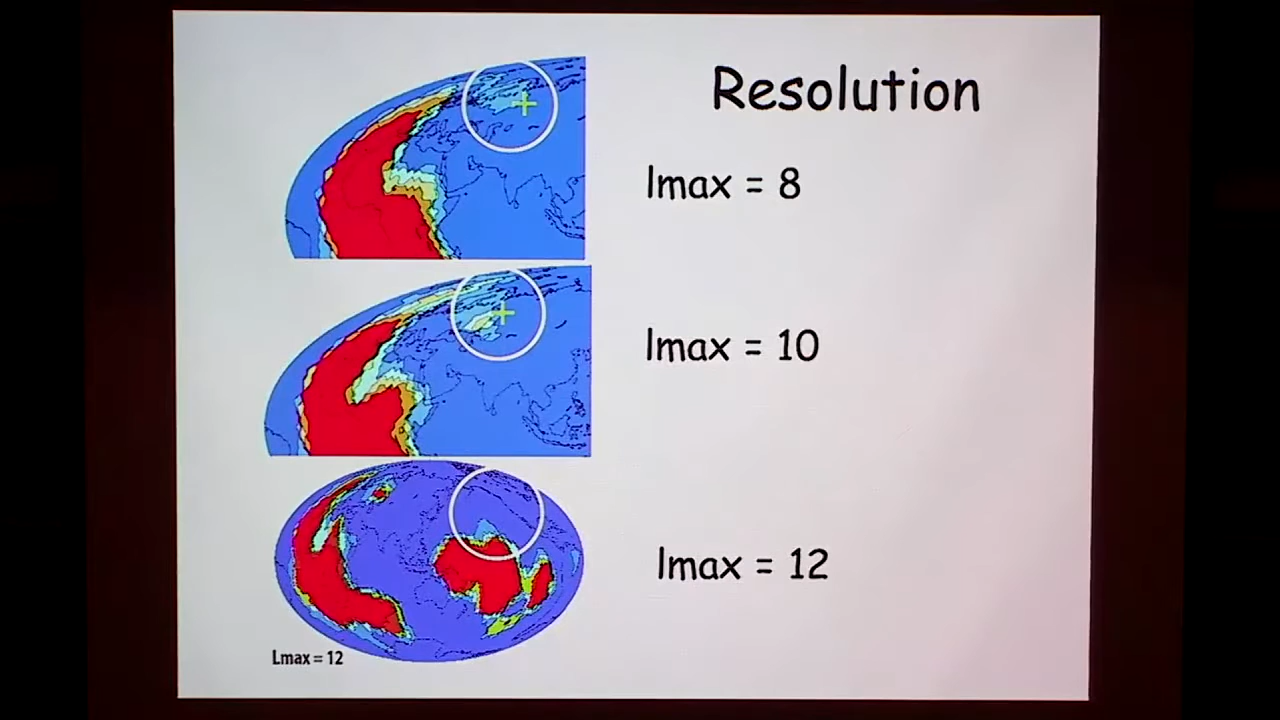 Resolution
lmax = 8
lmax = 10
lmax = 12
Lmax = 12